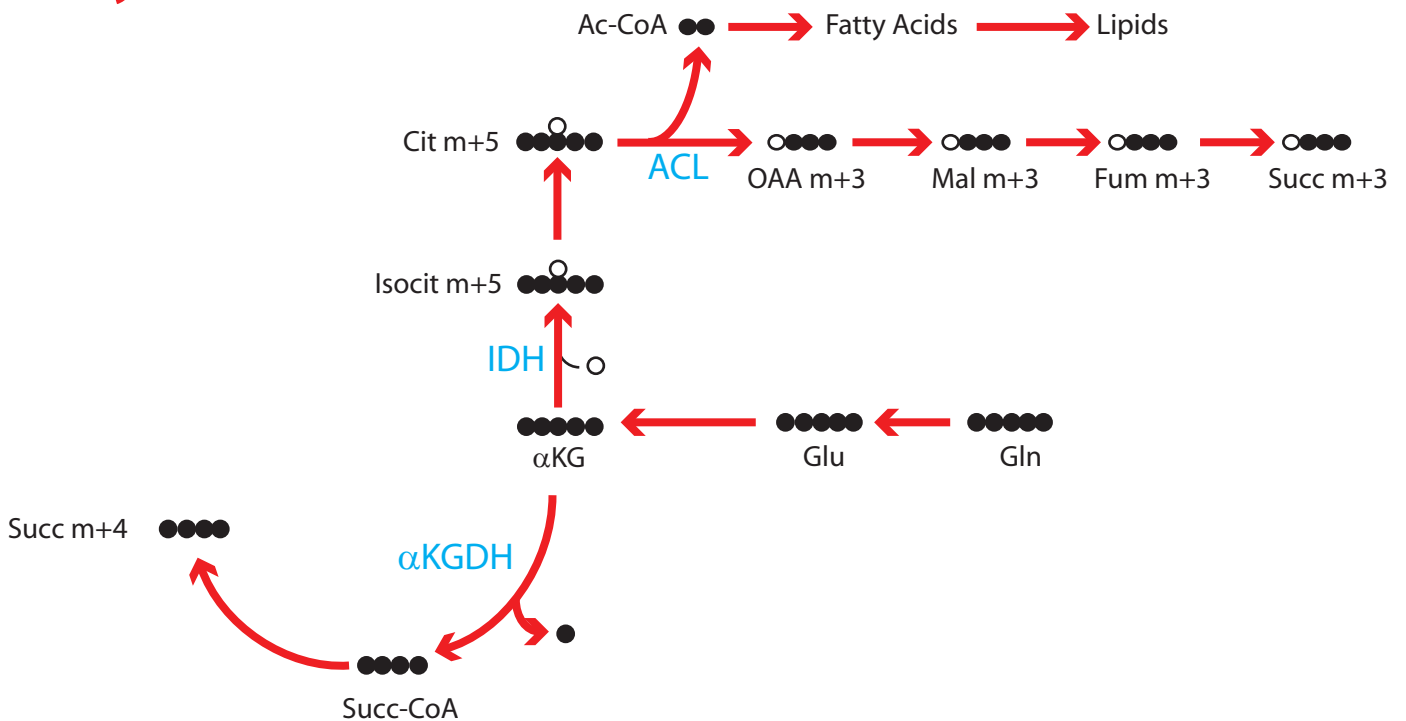 Ac-CoA
Fatty Acids
Lipids
Cit m+5
ACL
OAA m+3
Mal m+3
Fum m+3
Succ m+3
Isocit m+5
IDH
αKG
Glu
Gln
Succ m+4
αKGDH
Succ-CoA